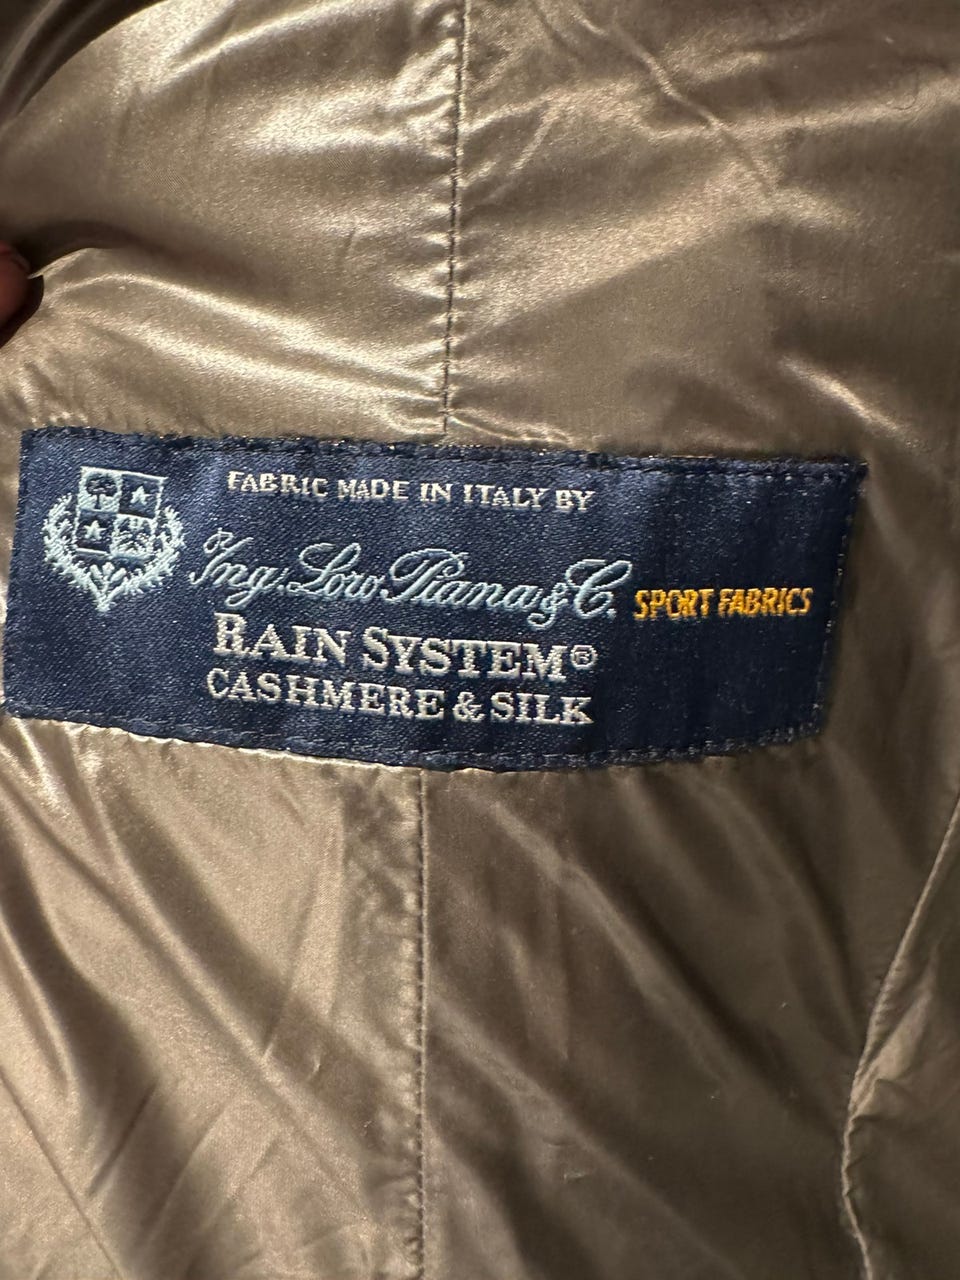 FABRIC MADE IN ITALY BY
Ing. Loro Piana & C. SPORT FABRICS
RAIN SYSTEM®
CASHMERE & SILK